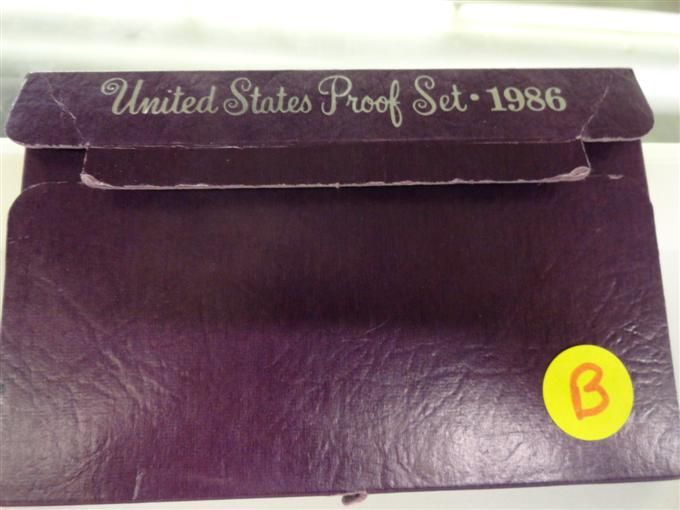 United States Proof Set • 1986
B